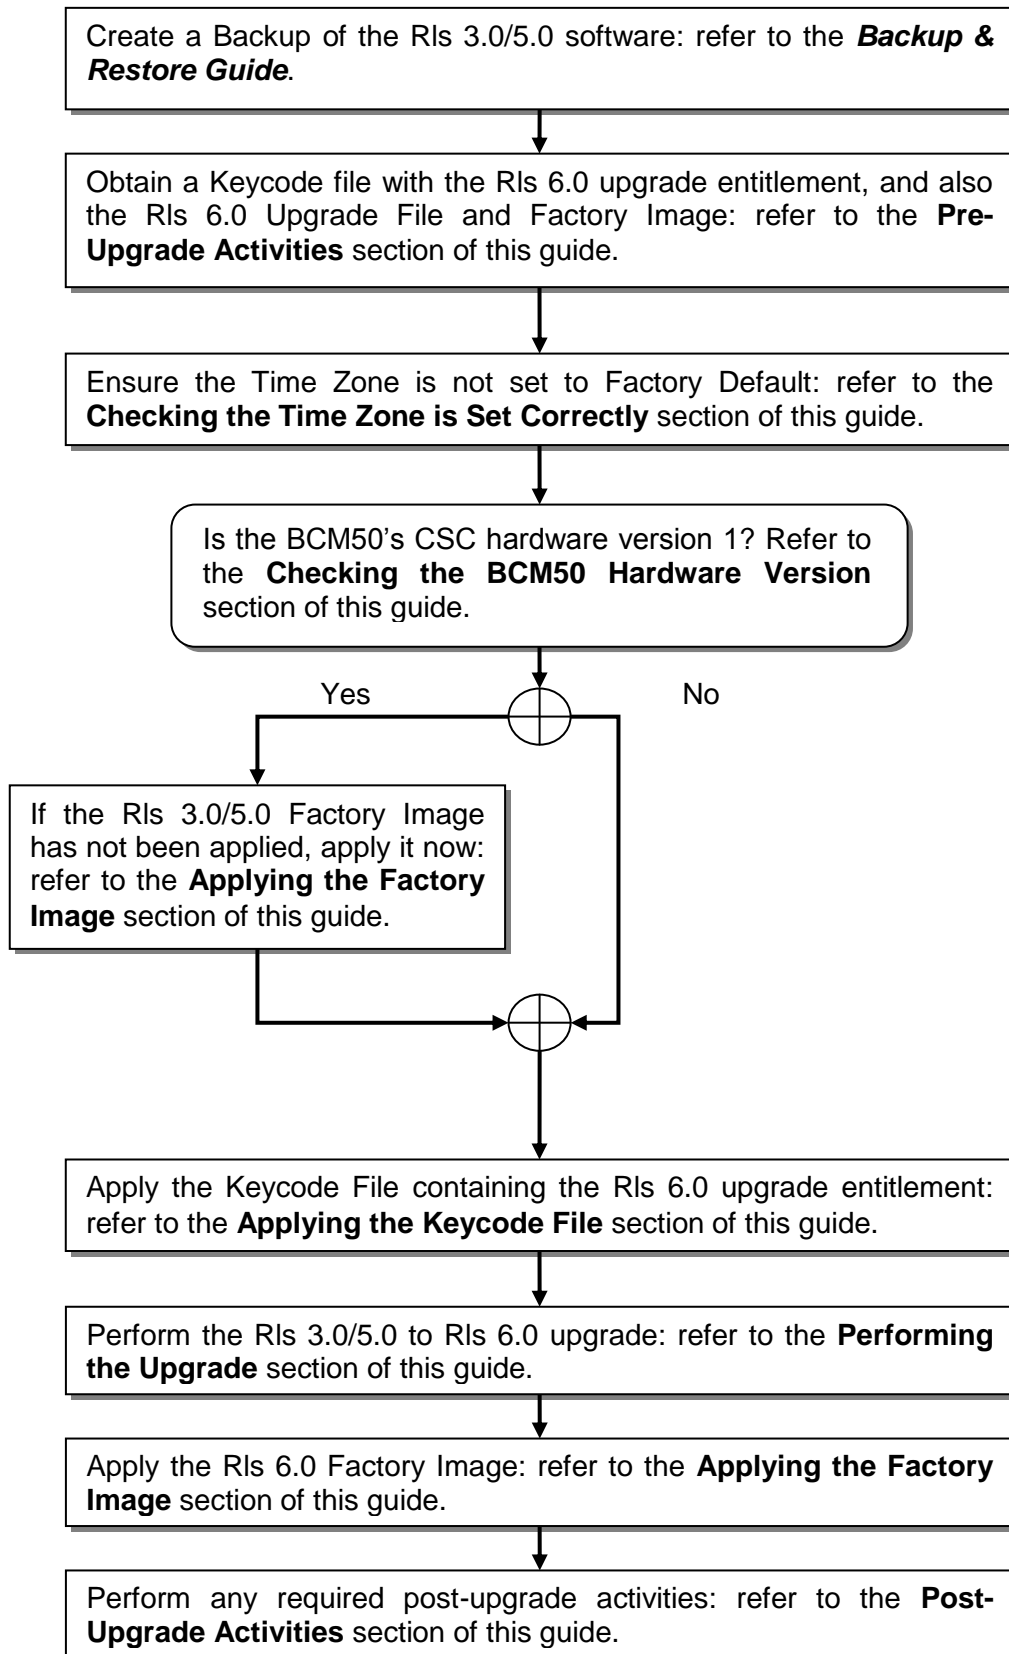 Create a Backup of the Rls 3.0/5.0 software: refer to the Backup &
Restore Guide.
Obtain a Keycode file with the Rls 6.0 upgrade entitlement, and also
the Rls 6.0 Upgrade File and Factory Image: refer to the Pre-
Upgrade Activities section of this guide.
Ensure the Time Zone is not set to Factory Default: refer to the
Checking the Time Zone is Set Correctly section of this guide.
Is the BCM50's CSC hardware version 1? Refer to
the Checking the BCM50 Hardware Version
section of this guide.
Yes
No
If the Rls 3.0/5.0 Factory Image
has not been applied, apply it now:
refer to the Applying the Factory
Image section of this guide.
Apply the Keycode File containing the Rls 6.0 upgrade entitlement:
refer to the Applying the Keycode File section of this guide.
Perform the Rls 3.0/5.0 to Rls 6.0 upgrade: refer to the Performing
the Upgrade section of this guide.
Apply the Rls 6.0 Factory Image: refer to the Applying the Factory
Image section of this guide.
Perform any required post-upgrade activities: refer to the Post-
Upgrade Activities section of this guide.